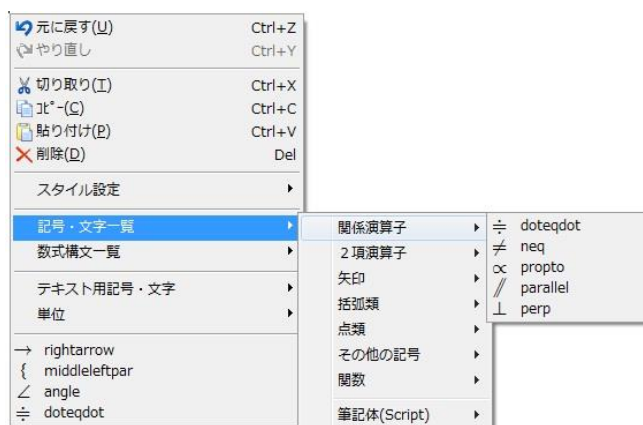 元に戻す(U) Ctrl+Z
やり直し Ctrl+Y
切り取り(T) Ctrl+X
ｺﾋﾟｰ(C) Ctrl+C
貼り付け(P) Ctrl+V
削除(D) Del
スタイル設定
記号・文字一覧
数式構文一覧
テキスト用記号・文字
単位
→ rightarrow
{ middleleftpar
∠ angle
≑ doteqdot
関係演算子
２項演算子
矢印
括弧類
点類
その他の記号
関数
筆記体(Script)
≑ doteqdot
≠ neq
∝ propto
∥ parallel
⊥ perp